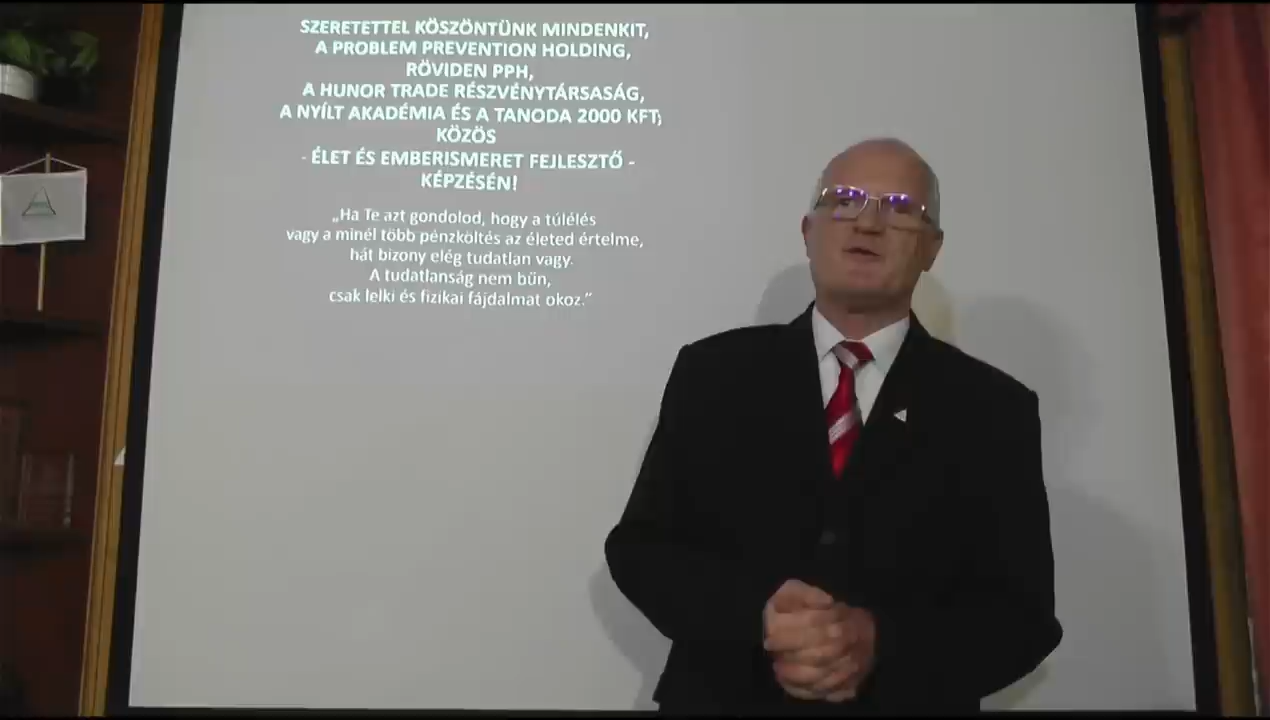 SZERETETTEL KÖSZÖNTÜNK MINDENKIT,
A PROBLEM PREVENTION HOLDING,
RÖVIDEN PPH,
A HUNOR TRADE RÉSZVÉNYTÁRSASÁG,
A NYÍLT AKADÉMIA ÉS A TANODA 2000 KFT;
KÖZÖS
- ÉLET ÉS EMBERISMERET FEJLESZTŐ -
KÉPZÉSÉN!
„Ha Te azt gondolod, hogy a túlélés
vagy a minél több pénzköltés az életed értelme,
hát bizony elég tudatlan vagy.
A tudatlanság nem bűn,
csak lelki és fizikai fájdalmat okoz.”